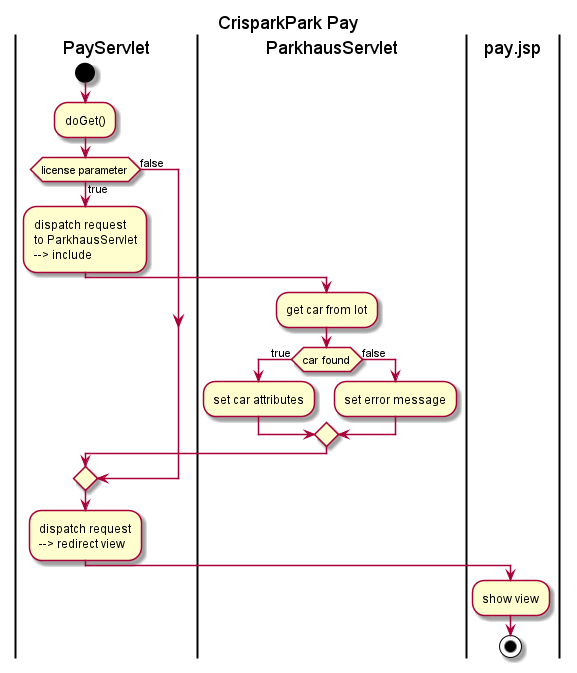 CrisparkPark Pay
PayServlet
ParkhausServlet
pay.jsp
doGet()
license parameter
false
true
dispatch request
to ParkhausServlet
--> include
get car from lot
true
car found
false
set car attributes
set error message
dispatch request
--> redirect view
show view